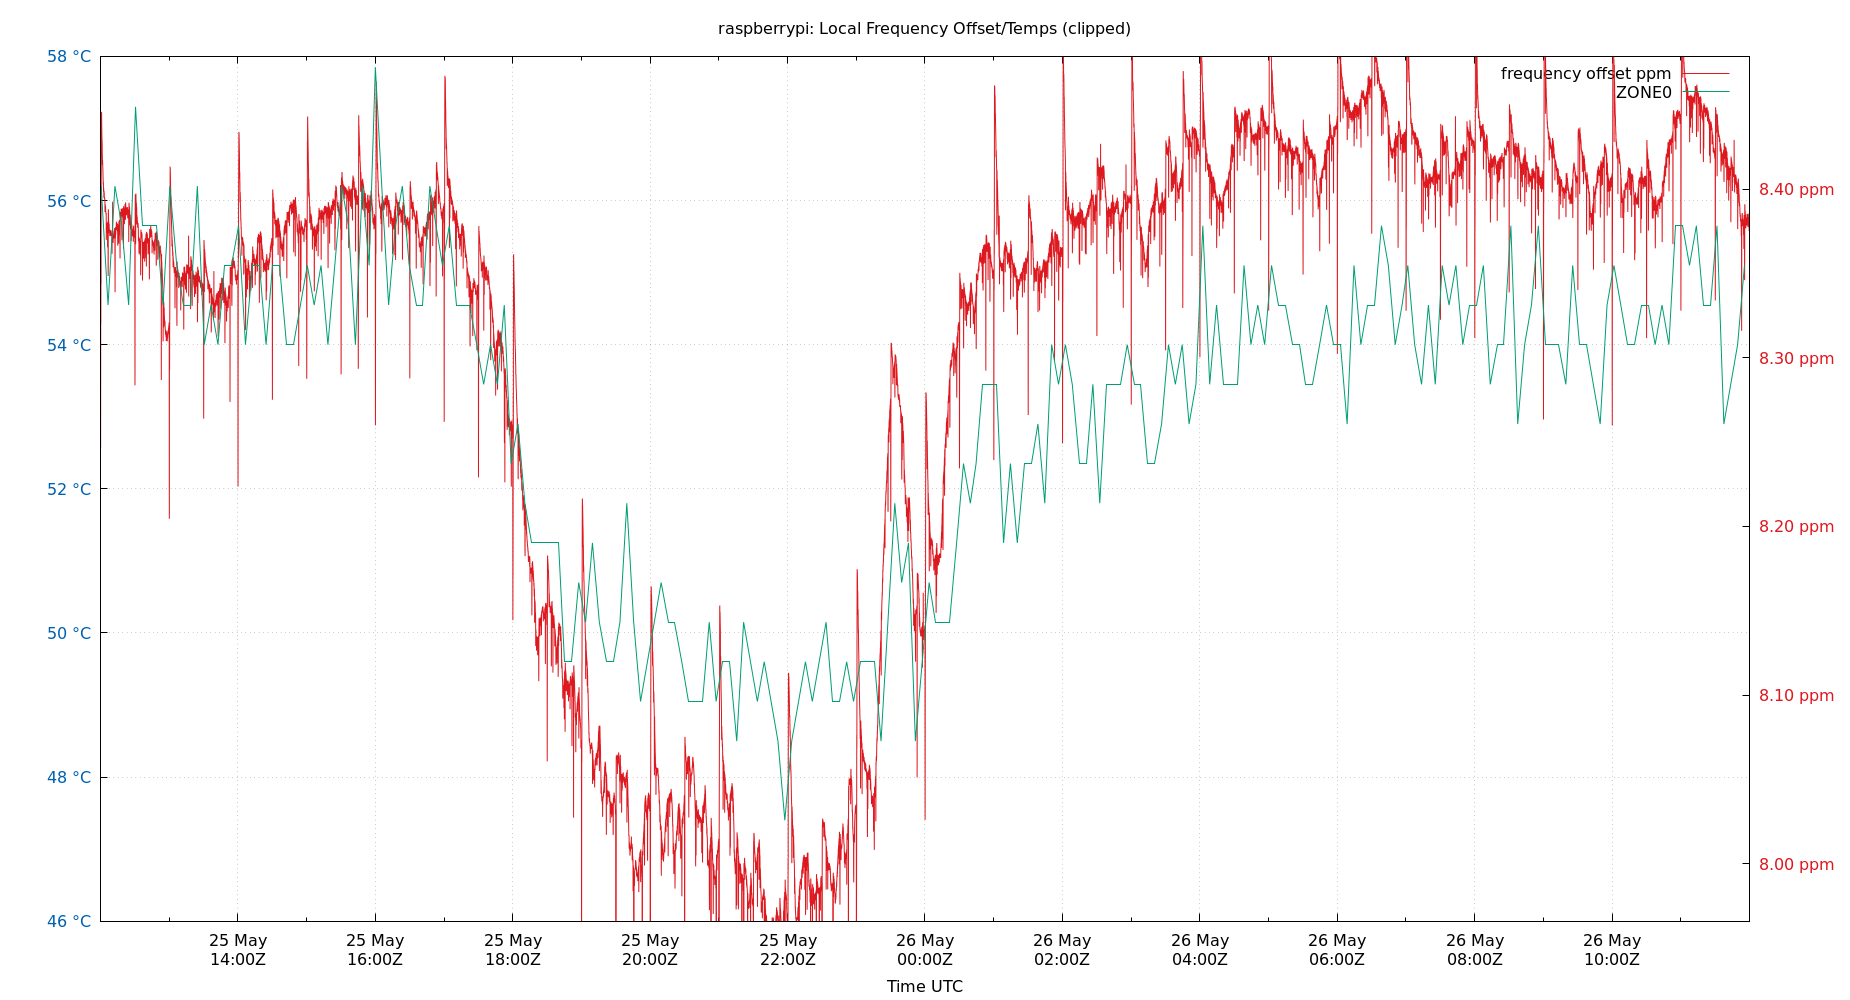 raspberrypi: Local Frequency Offset/Temps (clipped)
58 °C
56 °C
54 °C
52 °C
50 °C
48 °C
46 °C
frequency offset ppm
ZONE0
8.40 ppm
8.30 ppm
8.20 ppm
8.10 ppm
8.00 ppm
25 May
14:00Z
25 May
16:00Z
25 May
18:00Z
25 May
20:00Z
25 May
22:00Z
26 May
00:00Z
26 May
02:00Z
26 May
04:00Z
26 May
06:00Z
26 May
08:00Z
26 May
10:00Z
Time UTC